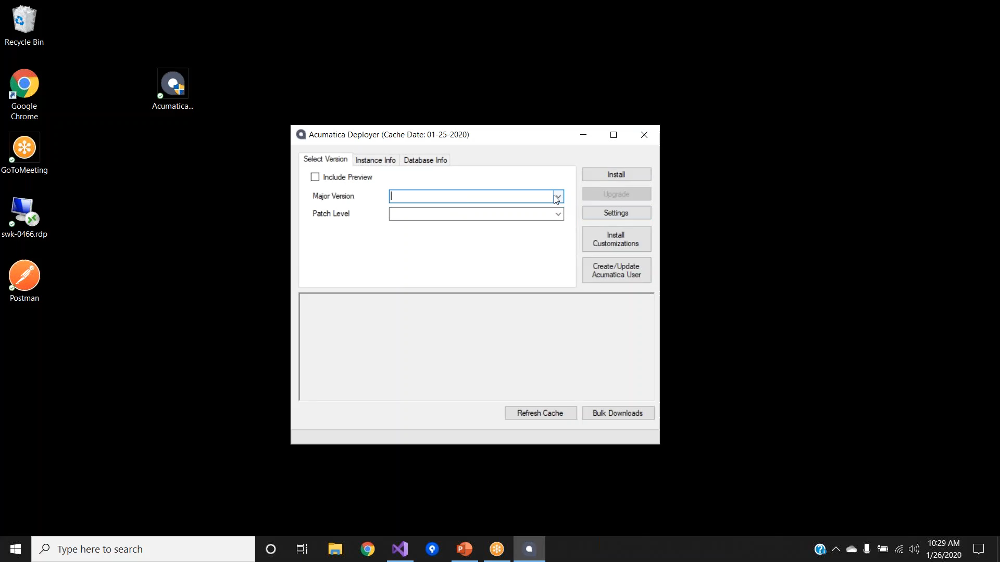 Recycle Bin
Google
Chrome
Acumatica...
GoToMeeting
swk-0466.rdp
Postman
Acumatica Deployer (Cache Date: 01-25-2020)
Select Version
Instance Info
Database Info
Include Preview
Major Version
Patch Level
Install
Upgrade
Settings
Install
Customizations
Create/Update
Acumatica User
Refresh Cache
Bulk Downloads
Type here to search
10:29 AM
1/26/2020